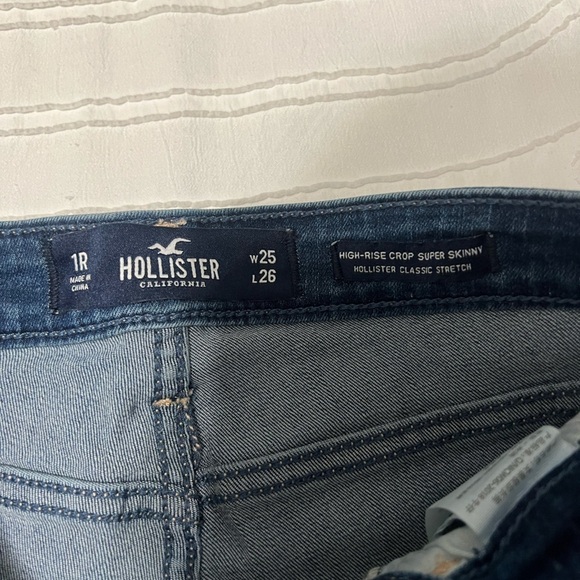 1R
MADE IN
CHINA
HOLLISTER
CALIFORNIA
W25
L26
HIGH-RISE CROP SUPER SKINNY
HOLLISTER CLASSIC STRETCH